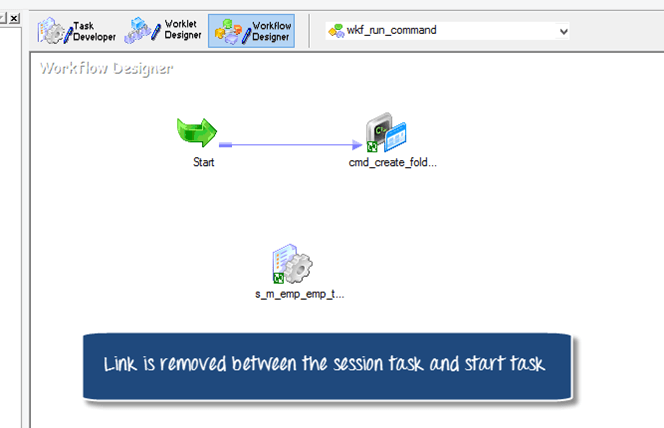 Task
Developer
Worklet
Designer
Workflow
Designer
wkf_run_command
Workflow Designer
Start
cmd_create_fold...
s_m_emp_emp_t...
Link is removed between the session task and start task